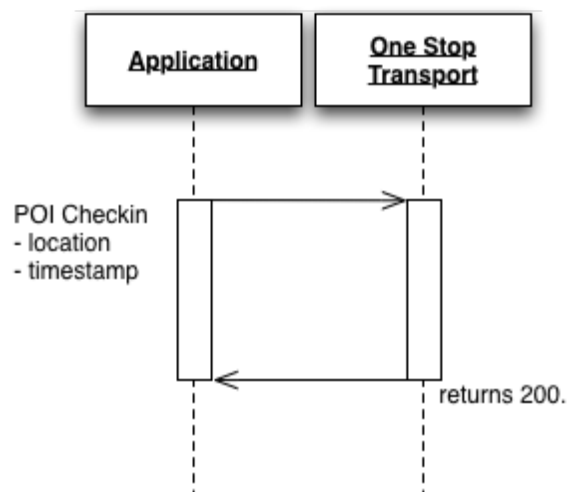 Application
One Stop
Transport
POI Checkin
- location
- timestamp
returns 200.